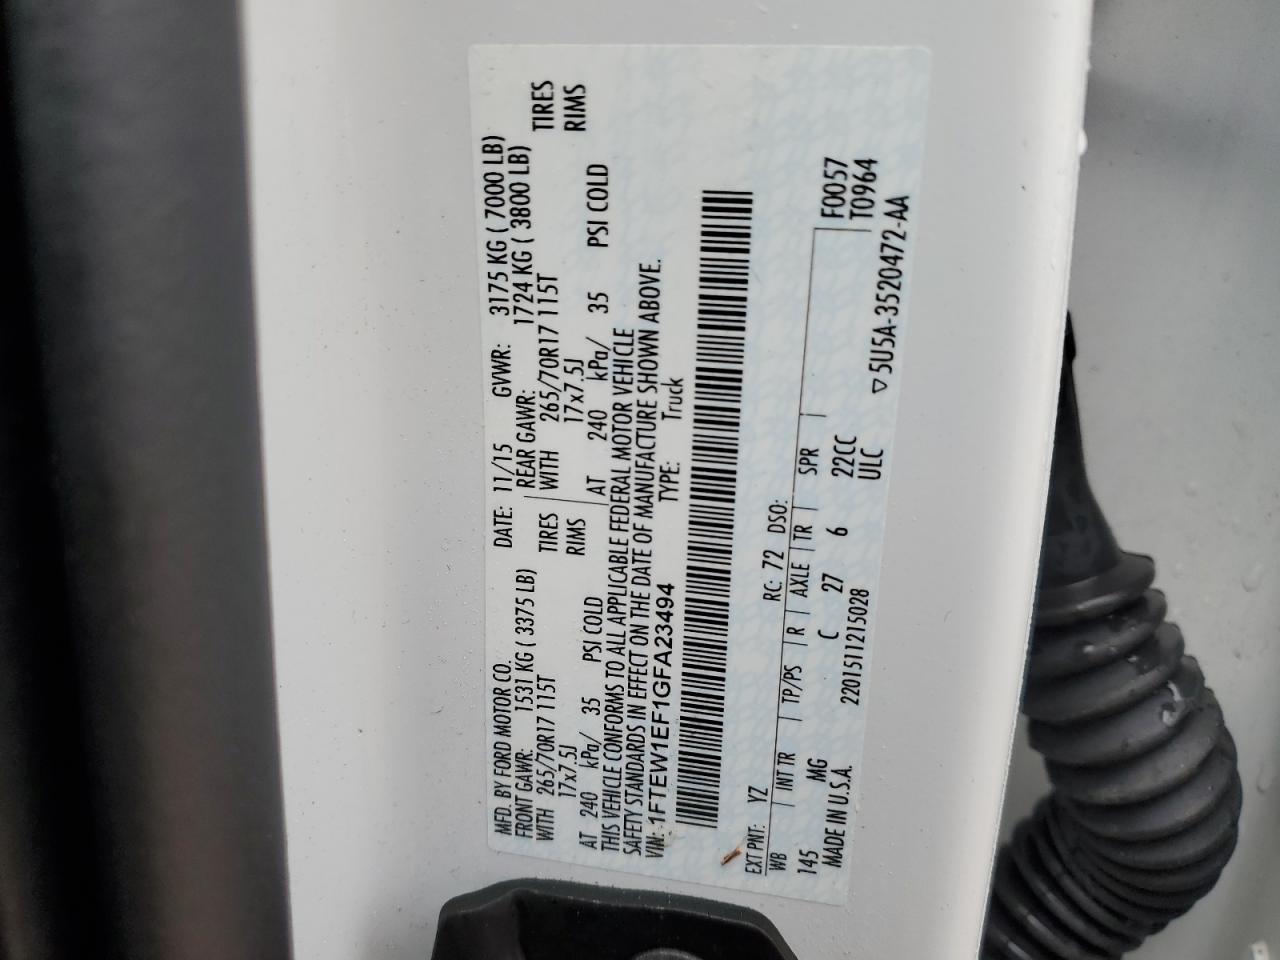 MFD. BY FORD MOTOR CO. DATE: 11/15 GVWR: 3175 KG ( 7000 LB)
FRONT GAWR: 1531 KG ( 3375 LB) REAR GAWR: 1724 KG ( 3800 LB)
WITH 265/70R17 115T TIRES WITH 265/70R17 115T TIRES
17x7.5J RIMS 17x7.5J RIMS
AT 240 kPa/ 35 PSI COLD AT 240 kPa/ 35 PSI COLD
THIS VEHICLE CONFORMS TO ALL APPLICABLE FEDERAL MOTOR VEHICLE
SAFETY STANDARDS IN EFFECT ON THE DATE OF MANUFACTURE SHOWN ABOVE.
VIN: 1FTEW1EF1GFA23494 TYPE: Truck
EXT PNT: YZ RC: 72 DSO:
WB INT TR TP/PS R AXLE TR SPR F0057
145 MG C 27 6 22CC T0964
MADE IN U.S.A. 2201511215028 ULC
▽5U5A-3520472-AA